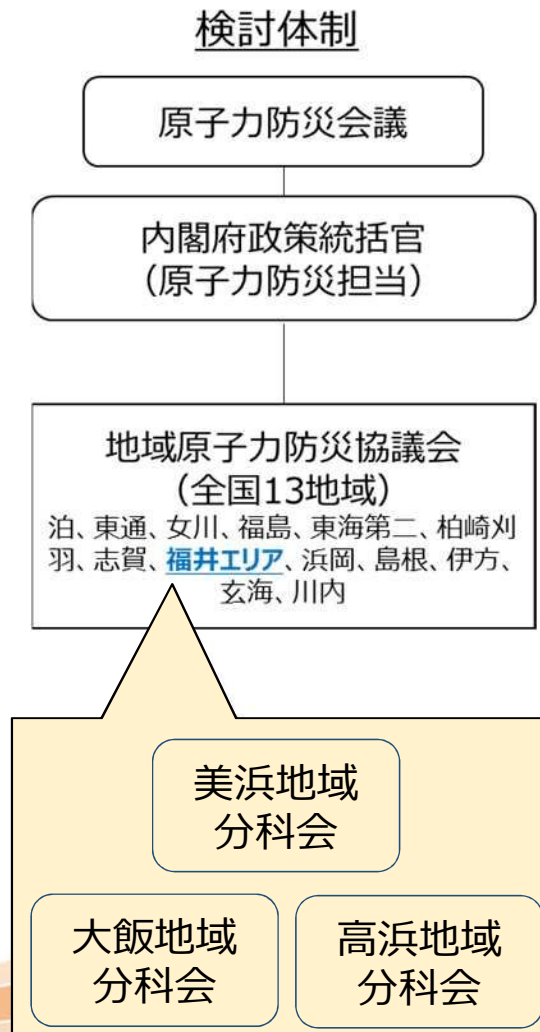 検討体制
原子力防災会議
内閣府政策統括官
（原子力防災担当）
地域原子力防災協議会
（全国13地域）
泊、東通、女川、福島、東海第二、柏崎刈
羽、志賀、福井エリア、浜岡、島根、伊方、
玄海、川内
美浜地域
分科会
大飯地域
分科会
高浜地域
分科会